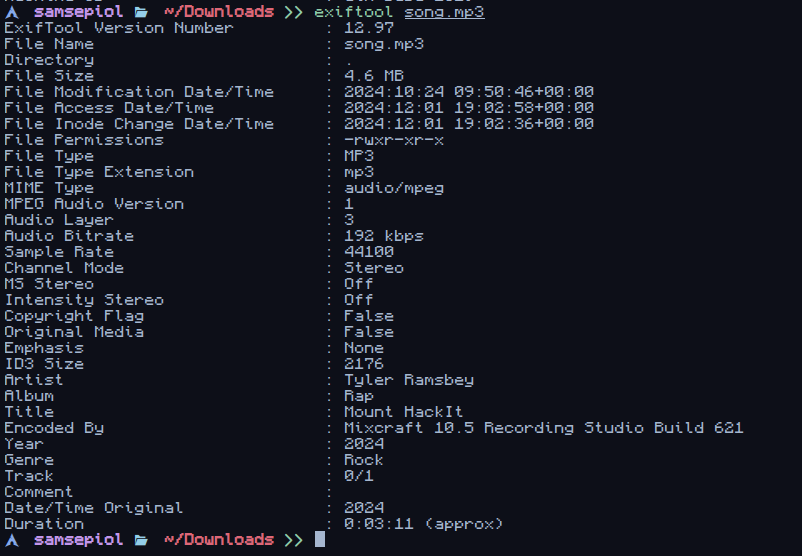 samsepiol ~/Downloads >> exiftool song.mp3
ExifTool Version Number : 12.97
File Name : song.mp3
Directory : .
File Size : 4.6 MB
File Modification Date/Time : 2024:10:24 09:50:46+00:00
File Access Date/Time : 2024:12:01 19:02:58+00:00
File Inode Change Date/Time : 2024:12:01 19:02:36+00:00
File Permissions : -rwxr-xr-x
File Type : MP3
File Type Extension : mp3
MIME Type : audio/mpeg
MPEG Audio Version : 1
Audio Layer : 3
Audio Bitrate : 192 kbps
Sample Rate : 44100
Channel Mode : Stereo
MS Stereo : Off
Intensity Stereo : Off
Copyright Flag : False
Original Media : False
Emphasis : None
ID3 Size : 2176
Artist : Tyler Ramsbey
Album : Rap
Title : Mount HackIt
Encoded By : Mixcraft 10.5 Recording Studio Build 621
Year : 2024
Genre : Rock
Track : 0/1
Comment :
Date/Time Original : 2024
Duration : 0:03:11 (approx)
samsepiol ~/Downloads >>